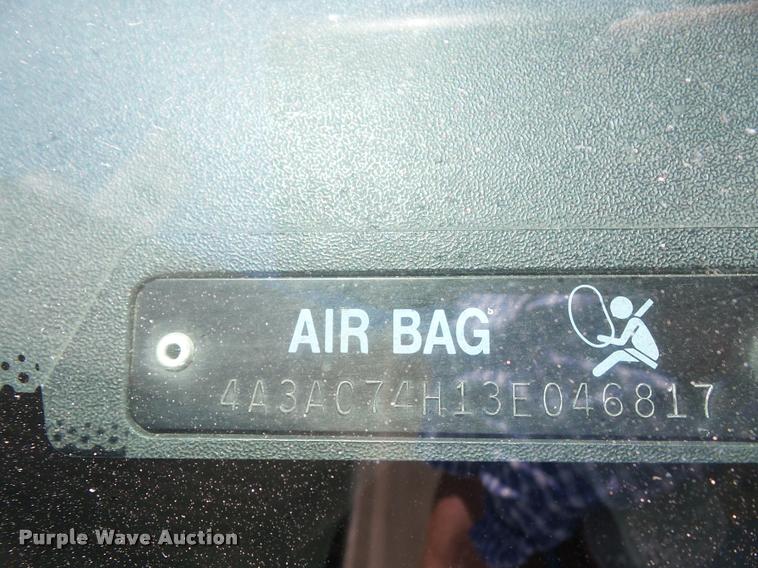 AIR BAG
4A3AC74H13E046817
Purple Wave Auction